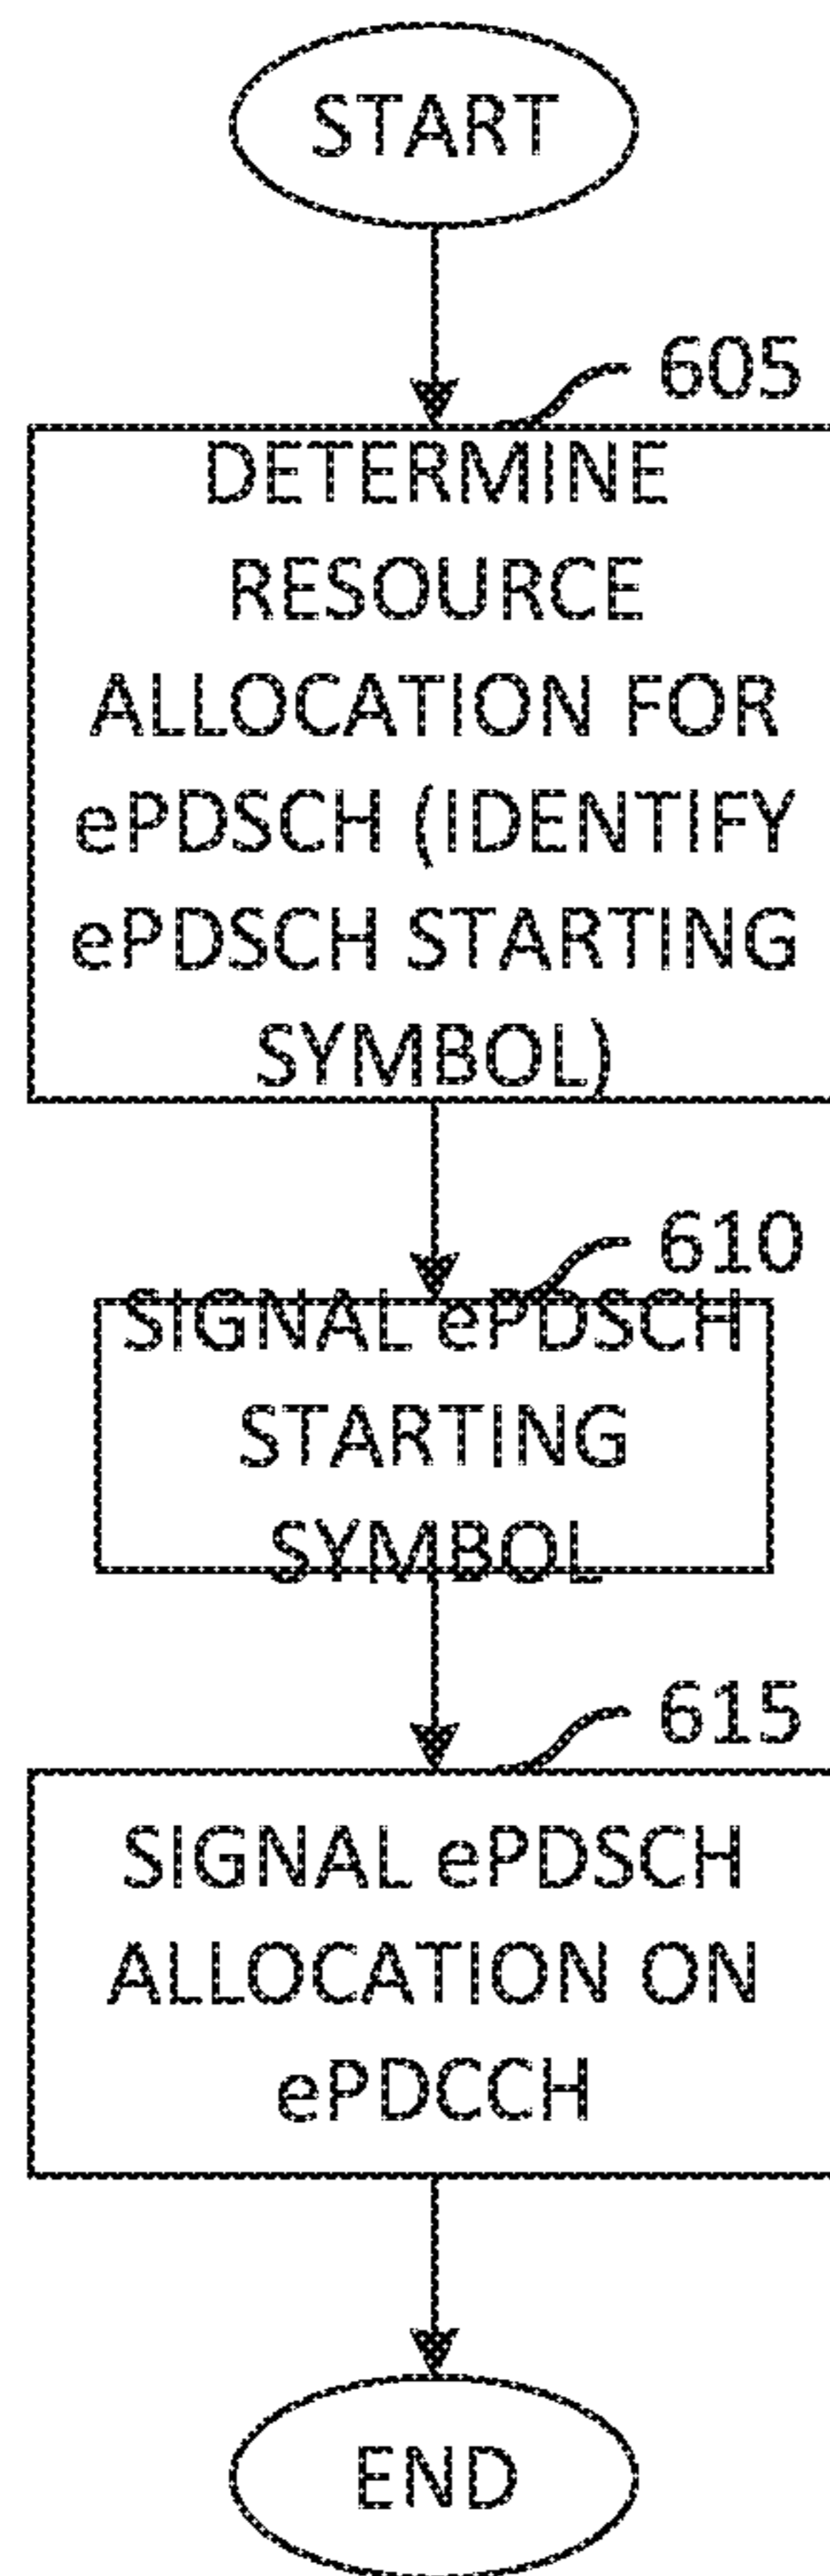 START
605
DETERMINE
RESOURCE
ALLOCATION FOR
ePDSCH (IDENTIFY
ePDSCH STARTING
SYMBOL)
610
SIGNAL ePDSCH
STARTING
SYMBOL
615
SIGNAL ePDSCH
ALLOCATION ON
ePDCCH
END